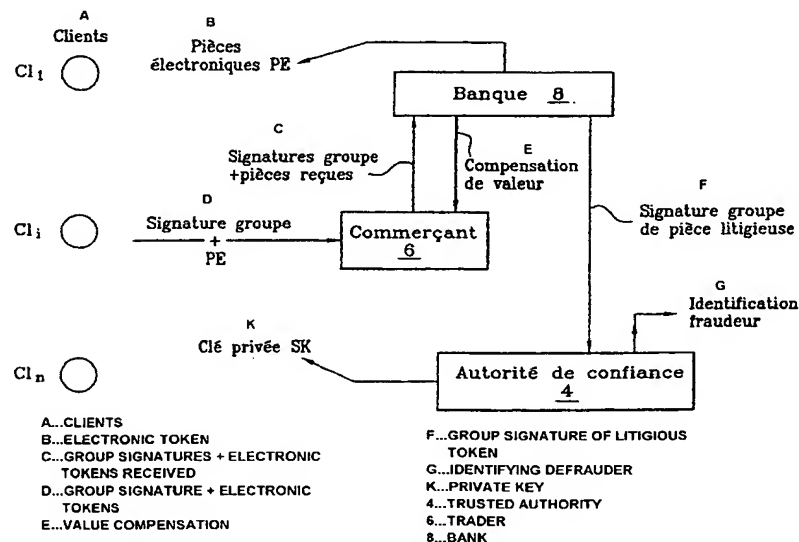 A
Clients
B
Pièces
électroniques PE
Cl1
Banque 8
C
Signatures groupe
+pièces reçues
E
Compensation
de valeur
F
Signature groupe
de pièce litigieuse
D
Signature groupe
+
PE
Cli
Commerçant
6
G
Identification
fraudeur
K
Clé privée SK
Cln
Autorité de confiance
4
A...CLIENTS
B...ELECTRONIC TOKEN
C...GROUP SIGNATURES + ELECTRONIC
TOKENS RECEIVED
D...GROUP SIGNATURE + ELECTRONIC
TOKENS
E...VALUE COMPENSATION
F...GROUP SIGNATURE OF LITIGIOUS
TOKEN
G...IDENTIFYING DEFRAUDER
K...PRIVATE KEY
4...TRUSTED AUTHORITY
6...TRADER
8...BANK